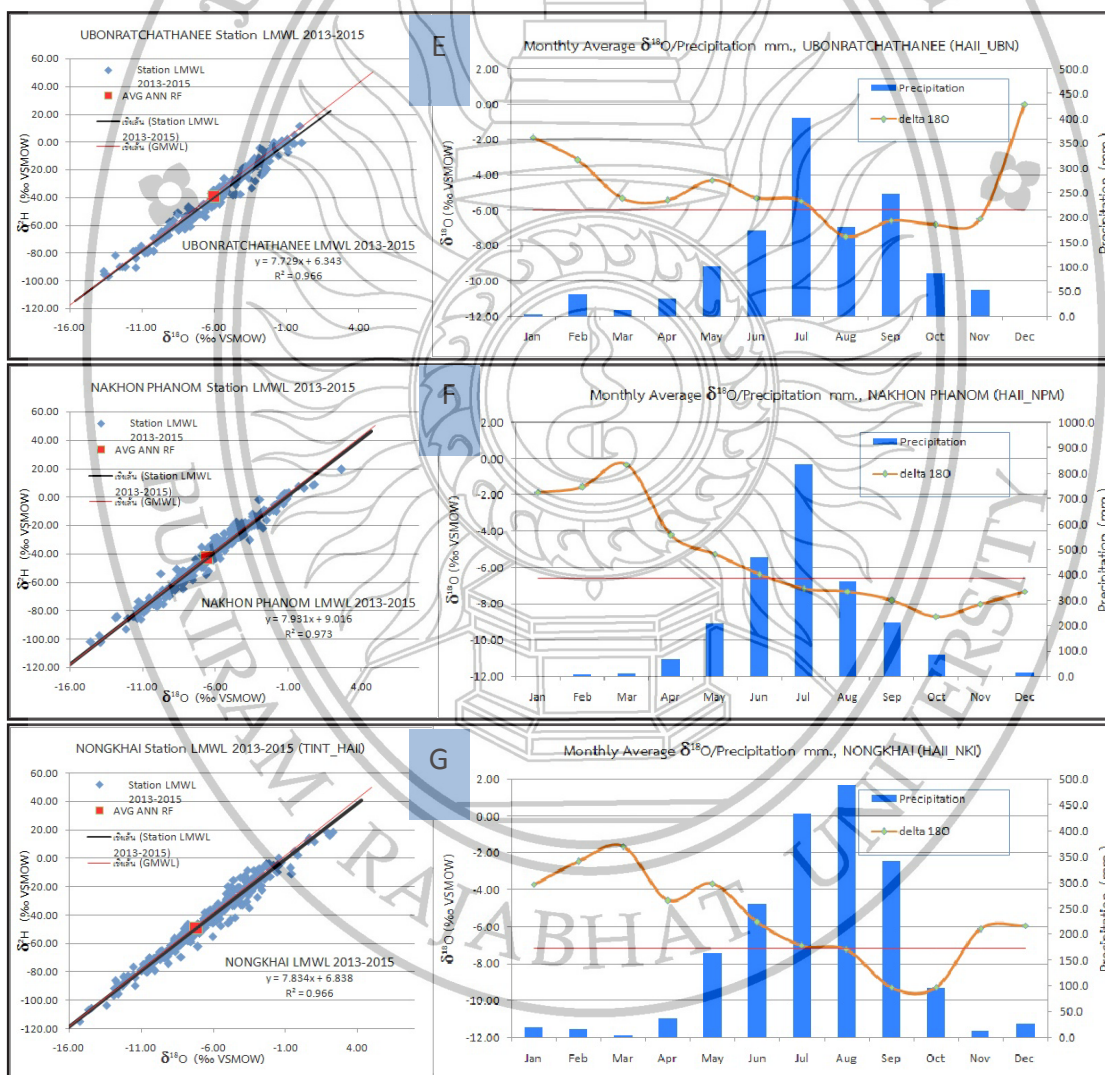 UBONRATCHATHANEE Station LMWL 2013-2015
60.00
40.00
20.00
0.00
-20.00
-40.00
-60.00
-80.00
-100.00
-120.00
δ²H (‰ VSMOW)
Station LMWL
2013-2015
AVG ANN RF
เชิงเส้น (Station LMWL
2013-2015)
เชิงเส้น (GMWL)
UBONRATCHATHANEE LMWL 2013-2015
y = 7.729x + 6.343
R² = 0.966
-16.00 -11.00 -6.00 -1.00 4.00
δ¹⁸O (‰ VSMOW)
E
Monthly Average δ¹⁸O/Precipitation mm., UBONRATCHATHANEE (HAII_UBN)
2.00
0.00
-2.00
-4.00
-6.00
-8.00
-10.00
-12.00
δ¹⁸O (‰ VSMOW)
Precipitation
delta 18O
500.0
450.0
400.0
350.0
300.0
250.0
200.0
150.0
100.0
50.0
0.0
Precipitation (mm)
Jan Feb Mar Apr May Jun Jul Aug Sep Oct Nov Dec
NAKHON PHANOM Station LMWL 2013-2015
60.00
40.00
20.00
0.00
-20.00
-40.00
-60.00
-80.00
-100.00
-120.00
δ²H (‰ VSMOW)
Station LMWL
2013-2015
AVG ANN RF
เชิงเส้น (Station LMWL
2013-2015)
เชิงเส้น (GMWL)
NAKHON PHANOM LMWL 2013-2015
y = 7.931x + 9.016
R² = 0.973
-16.00 -11.00 -6.00 -1.00 4.00
δ¹⁸O (‰ VSMOW)
F
Monthly Average δ¹⁸O/Precipitation mm., NAKHON PHANOM (HAII_NPM)
2.00
0.00
-2.00
-4.00
-6.00
-8.00
-10.00
-12.00
δ¹⁸O (‰ VSMOW)
Precipitation
delta 18O
1000.0
900.0
800.0
700.0
600.0
500.0
400.0
300.0
200.0
100.0
0.0
Precipitation (mm)
Jan Feb Mar Apr May Jun Jul Aug Sep Oct Nov Dec
NONGKHAI Station LMWL 2013-2015 (TINT_HAII)
60.00
40.00
20.00
0.00
-20.00
-40.00
-60.00
-80.00
-100.00
-120.00
δ²H (‰ VSMOW)
Station LMWL
2013-2015
AVG ANN RF
เชิงเส้น (Station LMWL
2013-2015)
เชิงเส้น (GMWL)
NONGKHAI LMWL 2013-2015
y = 7.834x + 6.838
R² = 0.966
-16.00 -11.00 -6.00 -1.00 4.00
δ¹⁸O (‰ VSMOW)
G
Monthly Average δ¹⁸O/Precipitation mm., NONGKHAI (HAII_NKI)
2.00
0.00
-2.00
-4.00
-6.00
-8.00
-10.00
-12.00
δ¹⁸O (‰ VSMOW)
Precipitation
delta 18O
500.0
450.0
400.0
350.0
300.0
250.0
200.0
150.0
100.0
50.0
0.0
Precipitation (mm)
Jan Feb Mar Apr May Jun Jul Aug Sep Oct Nov Dec
BURIRAM RAJABHAT UNIVERSITY